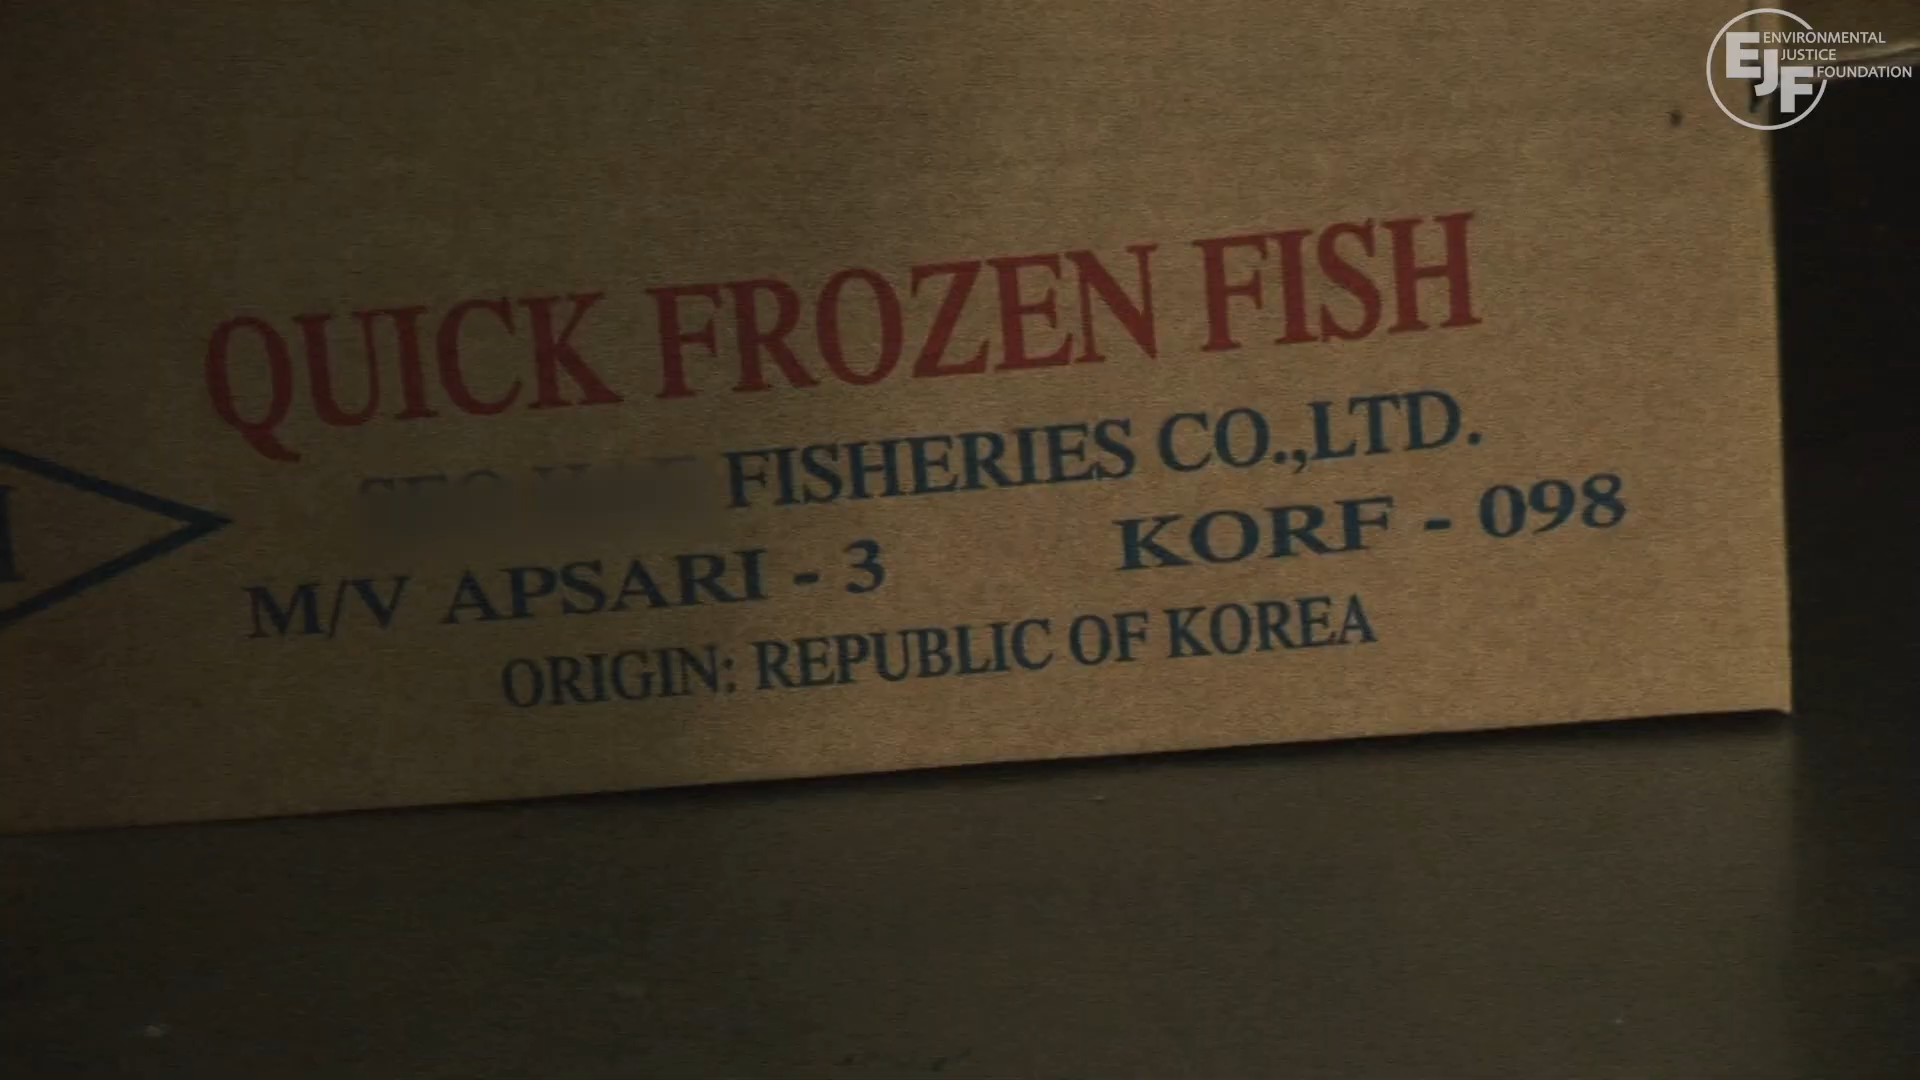 EJF ENVIRONMENTAL
JUSTICE
FOUNDATION
QUICK FROZEN FISH
FISHERIES CO.,LTD.
M/V APSARI - 3 KORF - 098
ORIGIN: REPUBLIC OF KOREA